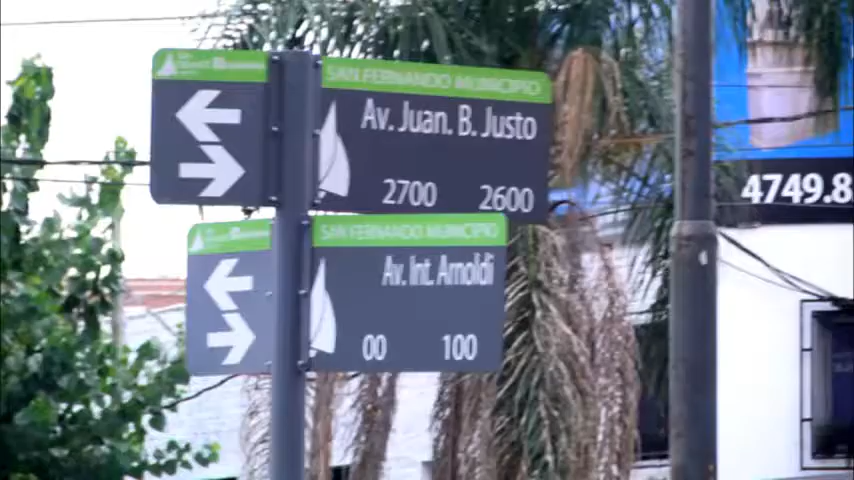 SAN FERNANDO MUNICIPIO
Av. Juan. B. Justo
2700 2600
SAN FERNANDO MUNICIPIO
Av. Int. Arnoldi
00 100
4749.8